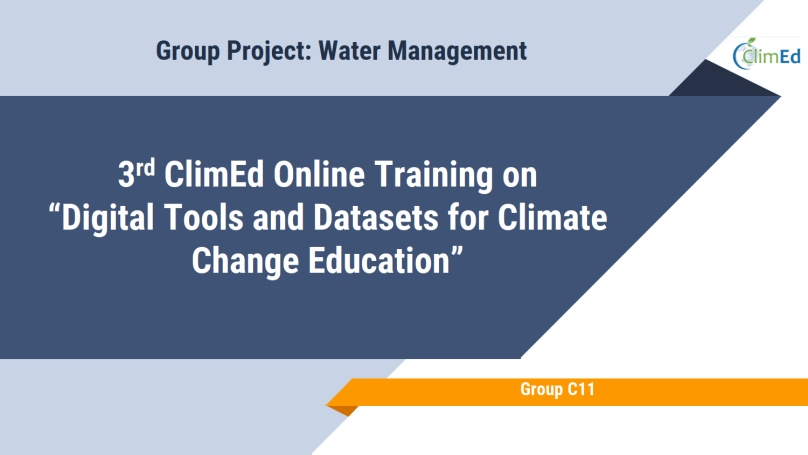 Group Project: Water Management
ClimEd
3rd ClimEd Online Training on
“Digital Tools and Datasets for Climate
Change Education”
Group C11